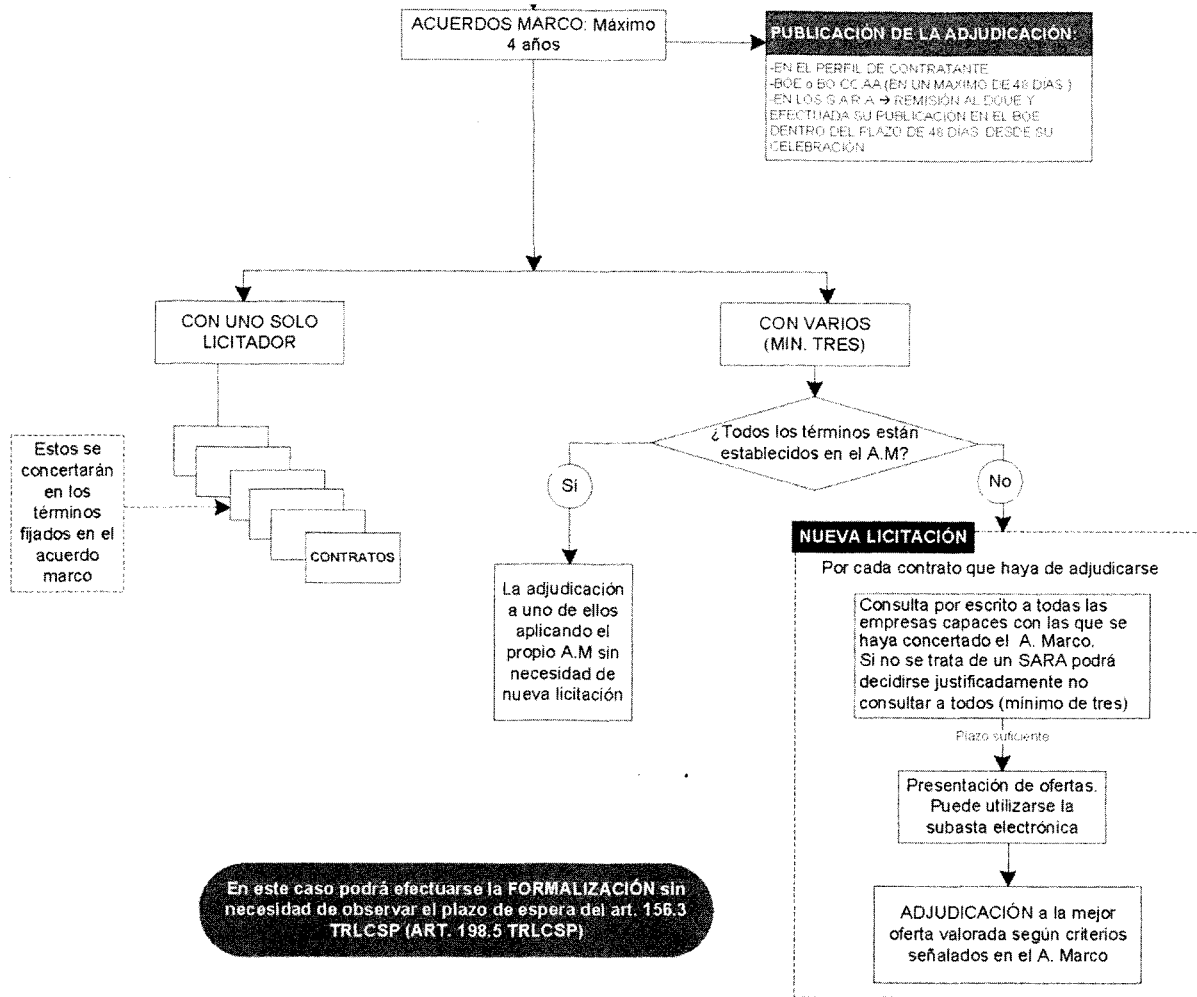 ACUERDOS MARCO: Máximo
4 años
PUBLICACIÓN DE LA ADJUDICACIÓN:
-EN EL PERFIL DE CONTRATANTE
-BOE o BO CC.AA (EN UN MAXIMO DE 48 DÍAS )
-EN LOS S A R A → REMISIÓN AL DOUE Y
EFECTUADA SU PUBLICACIÓN EN EL BOE
DENTRO DEL PLAZO DE 48 DÍAS DESDE SU
CELEBRACIÓN
CON UNO SOLO
LICITADOR
CON VARIOS
(MIN. TRES)
Estos se
concertarán
en los
términos
fijados en el
acuerdo
marco
CONTRATOS
¿Todos los términos están
establecidos en el A.M?
Sí
No
La adjudicación
a uno de ellos
aplicando el
propio A.M sin
necesidad de
nueva licitación
NUEVA LICITACIÓN
Por cada contrato que haya de adjudicarse
Consulta por escrito a todas las
empresas capaces con las que se
haya concertado el A. Marco.
Si no se trata de un SARA podrá
decidirse justificadamente no
consultar a todos (mínimo de tres)
Plazo suficiente
Presentación de ofertas.
Puede utilizarse la
subasta electrónica
ADJUDICACIÓN a la mejor
oferta valorada según criterios
señalados en el A. Marco
En este caso podrá efectuarse la FORMALIZACIÓN sin
necesidad de observar el plazo de espera del art. 156.3
TRLCSP (ART. 198.5 TRLCSP)